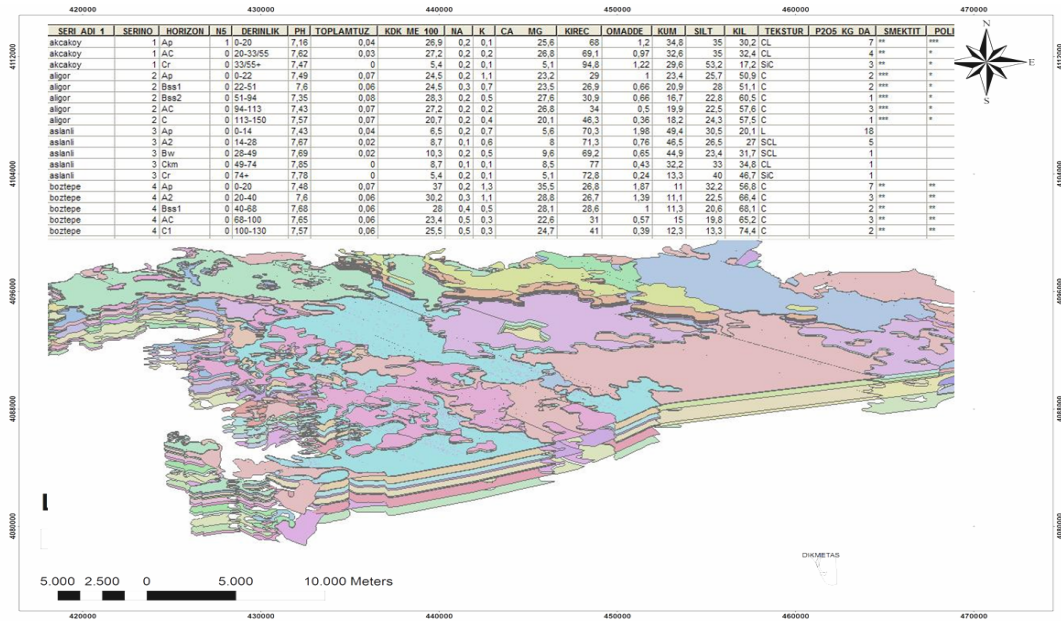 420000 430000 440000 450000 460000 470000
SERI ADI 1 SERINO HORIZON N5 DERINLIK PH TOPLAMTUZ KDK ME 100 NA K CA MG KIREC OMADDE KUM SILT KIL TEKSTUR P2O5 KG DA SMEKTIT POLI
akcakoy 1 Ap 1 0-20 7,16 0,04 26,9 0,2 0,1 25,6 68 1,2 34,8 35 30,2 CL 7 ** ***
akcakoy 1 AC 0 20-33/55 7,62 0,03 27,2 0,2 0,2 26,8 69,1 0,97 32,6 35 32,4 CL 4 ** *
akcakoy 1 Cr 0 33/55+ 7,47 0 5,4 0,2 0,1 5,1 94,8 1,22 29,6 53,2 17,2 SiC 3 ** *
aligor 2 Ap 0 0-22 7,49 0,07 24,5 0,2 1,1 23,2 29 1 23,4 25,7 50,9 C 2 *** *
aligor 2 Bss1 0 22-51 7,6 0,06 24,5 0,3 0,7 23,5 26,9 0,66 20,9 28 51,1 C 2 *** *
aligor 2 Bss2 0 51-94 7,35 0,08 28,3 0,2 0,5 27,6 30,9 0,66 16,7 22,8 60,5 C 1 *** *
aligor 2 AC 0 94-113 7,43 0,07 27,2 0,2 0,2 26,8 34 0,5 19,9 22,5 57,6 C 3 *** *
aligor 2 C 0 113-150 7,57 0,07 20,7 0,2 0,4 20,1 46,3 0,36 18,2 24,3 57,5 C 1 *** *
aslanli 3 Ap 0 0-14 7,43 0,04 6,5 0,2 0,7 5,6 70,3 1,98 49,4 30,5 20,1 L 18
aslanli 3 A2 0 14-28 7,67 0,02 8,7 0,1 0,6 8 71,3 0,76 46,5 26,5 27 SCL 5
aslanli 3 Bw 0 28-49 7,69 0,02 10,3 0,2 0,5 9,6 69,2 0,65 44,9 23,4 31,7 SCL 1
aslanli 3 Ckm 0 49-74 7,85 0 8,7 0,1 0,1 8,5 77 0,43 32,2 33 34,8 CL 1
aslanli 3 Cr 0 74+ 7,78 0 5,4 0,2 0,1 5,1 72,8 0,24 13,3 40 46,7 SiC 1
boztepe 4 Ap 0 0-20 7,48 0,07 37 0,2 1,3 35,5 26,8 1,87 11 32,2 56,8 C 7 ** **
boztepe 4 A2 0 20-40 7,6 0,06 30,2 0,3 1,1 28,8 26,7 1,39 11,1 22,5 66,4 C 3 ** **
boztepe 4 Bss1 0 40-68 7,68 0,06 28 0,4 0,5 28,1 28,6 1 11,3 20,6 68,1 C 2 ** **
boztepe 4 AC 0 68-100 7,65 0,06 23,4 0,5 0,3 22,6 31 0,57 15 19,8 65,2 C 3 ** **
boztepe 4 C1 0 100-130 7,57 0,06 25,5 0,5 0,3 24,7 41 0,39 12,3 13,3 74,4 C 2 ** **
N
E
S
4112000 4112000
4104000 4104000
4096000 4096000
4088000 4088000
4080000 4080000
DIKMETAS
5.000 2.500 0 5.000 10.000 Meters
420000 430000 440000 450000 460000 470000